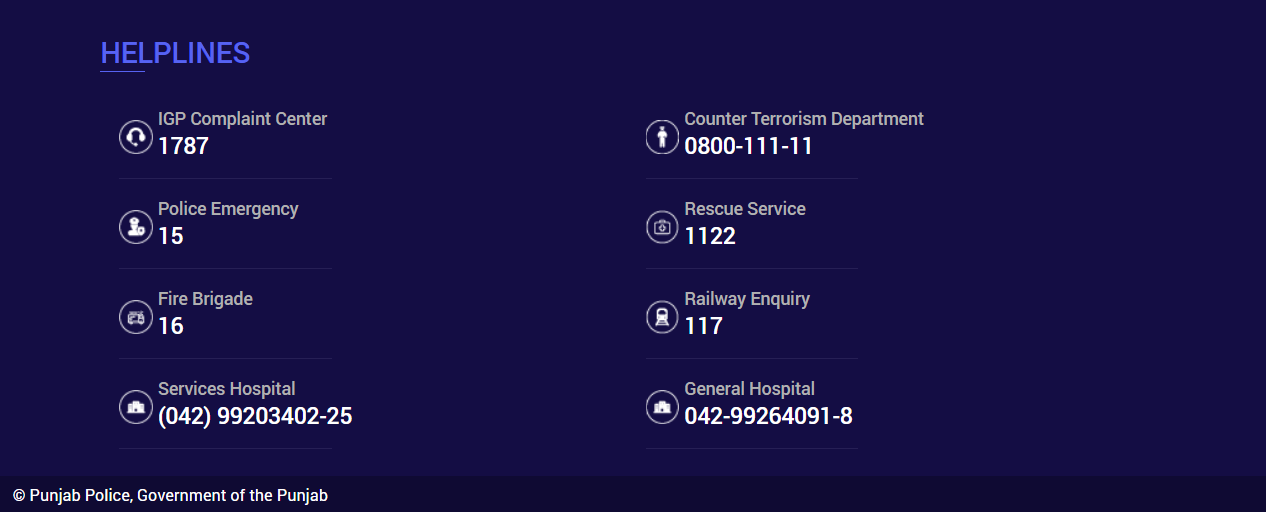 HELPLINES
IGP Complaint Center
1787
Counter Terrorism Department
0800-111-11
Police Emergency
15
Rescue Service
1122
Fire Brigade
16
Railway Enquiry
117
Services Hospital
(042) 99203402-25
General Hospital
042-99264091-8
© Punjab Police, Government of the Punjab